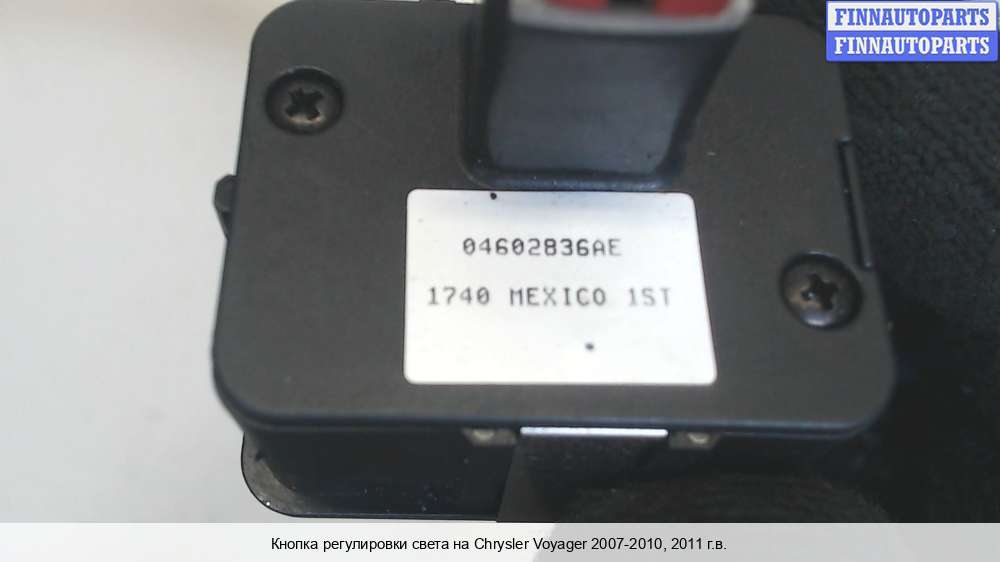 FINNAUTOPARTS
FINNAUTOPARTS
04602836AE
1740 MEXICO 1ST
Кнопка регулировки света на Chrysler Voyager 2007-2010, 2011 г.в.